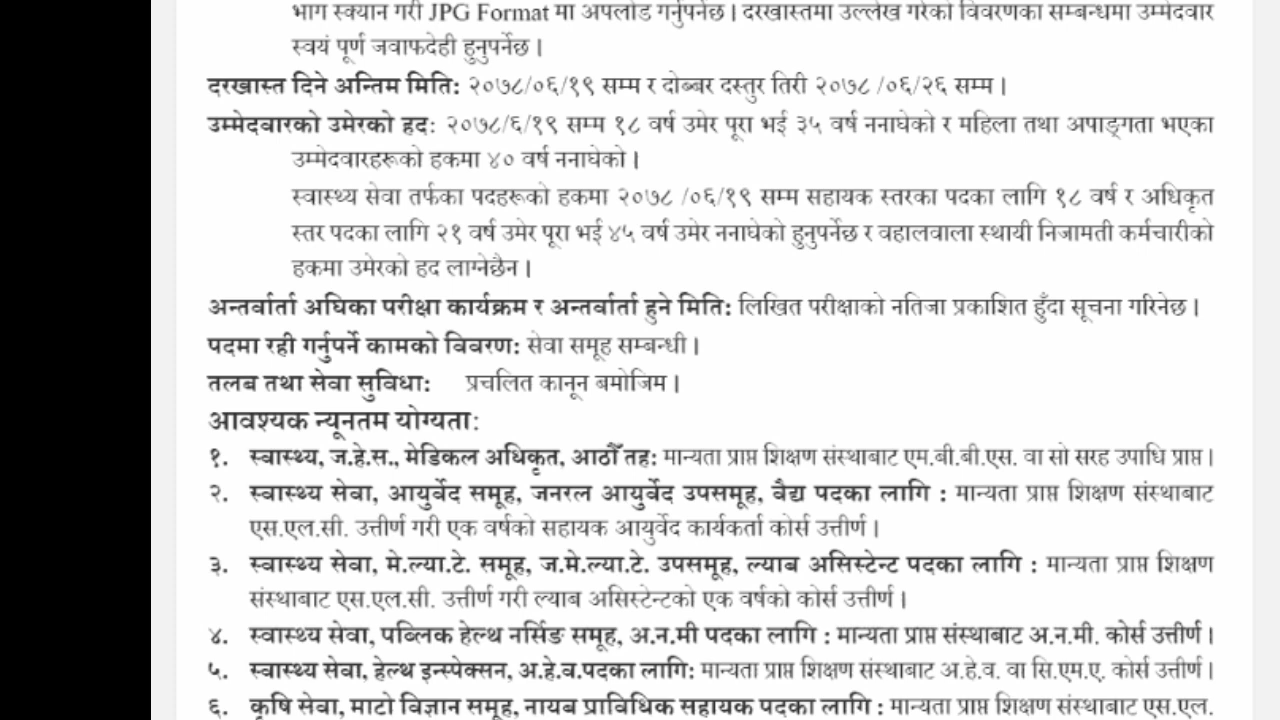 भाग स्क्यान गरी JPG Format मा अपलोड गर्नुपर्नेछ । दरखास्तमा उल्लेख गरेको विवरणका सम्बन्धमा उम्मेदवार
स्वयं पूर्ण जवाफदेही हुनुपर्नेछ ।
दरखास्त दिने अन्तिम मिति: २०७८/०६/१९ सम्म र दोब्बर दस्तुर तिरी २०७८ /०६/२६ सम्म ।
उम्मेदवारको उमेरको हद: २०७८/६/१९ सम्म १८ वर्ष उमेर पूरा भई ३५ वर्ष ननाघेको र महिला तथा अपाङ्गता भएका
उम्मेदवारहरूको हकमा ४० वर्ष ननाघेको ।
स्वास्थ्य सेवा तर्फका पदहरूको हकमा २०७८ /०६/१९ सम्म सहायक स्तरका पदका लागि १८ वर्ष र अधिकृत
स्तर पदका लागि २१ वर्ष उमेर पूरा भई ४५ वर्ष उमेर ननाघेको हुनुपर्नेछ र वहालवाला स्थायी निजामती कर्मचारीको
हकमा उमेरको हद लाग्नेछैन ।
अन्तर्वार्ता अघिका परीक्षा कार्यक्रम र अन्तर्वार्ता हुने मिति: लिखित परीक्षाको नतिजा प्रकाशित हुँदा सूचना गरिनेछ ।
पदमा रही गर्नुपर्ने कामको विवरण: सेवा समूह सम्बन्धी ।
तलब तथा सेवा सुविधा: प्रचलित कानून बमोजिम ।
आवश्यक न्यूनतम योग्यता:
१. स्वास्थ्य, ज.हे.स., मेडिकल अधिकृत, आठौँ तह: मान्यता प्राप्त शिक्षण संस्थाबाट एम.बी.बी.एस. वा सो सरह उपाधि प्राप्त ।
२. स्वास्थ्य सेवा, आयुर्वेद समूह, जनरल आयुर्वेद उपसमूह, वैद्य पदका लागि : मान्यता प्राप्त शिक्षण संस्थाबाट
एस.एल.सी. उत्तीर्ण गरी एक वर्षको सहायक आयुर्वेद कार्यकर्ता कोर्स उत्तीर्ण ।
३. स्वास्थ्य सेवा, मे.ल्या.टे. समूह, ज.मे.ल्या.टे. उपसमूह, ल्याब असिस्टेन्ट पदका लागि : मान्यता प्राप्त शिक्षण
संस्थाबाट एस.एल.सी. उत्तीर्ण गरी ल्याब असिस्टेन्टको एक वर्षको कोर्स उत्तीर्ण ।
४. स्वास्थ्य सेवा, पब्लिक हेल्थ नर्सिङ समूह, अ.न.मी पदका लागि : मान्यता प्राप्त संस्थाबाट अ.न.मी. कोर्स उत्तीर्ण ।
५. स्वास्थ्य सेवा, हेल्थ इन्स्पेक्सन, अ.हे.व.पदका लागि: मान्यता प्राप्त शिक्षण संस्थाबाट अ.हे.व. वा सि.एम.ए. कोर्स उत्तीर्ण ।
६. कृषि सेवा, माटो विज्ञान समूह, नायब प्राविधिक सहायक पदका लागि : मान्यता प्राप्त शिक्षण संस्थाबाट एस.एल.